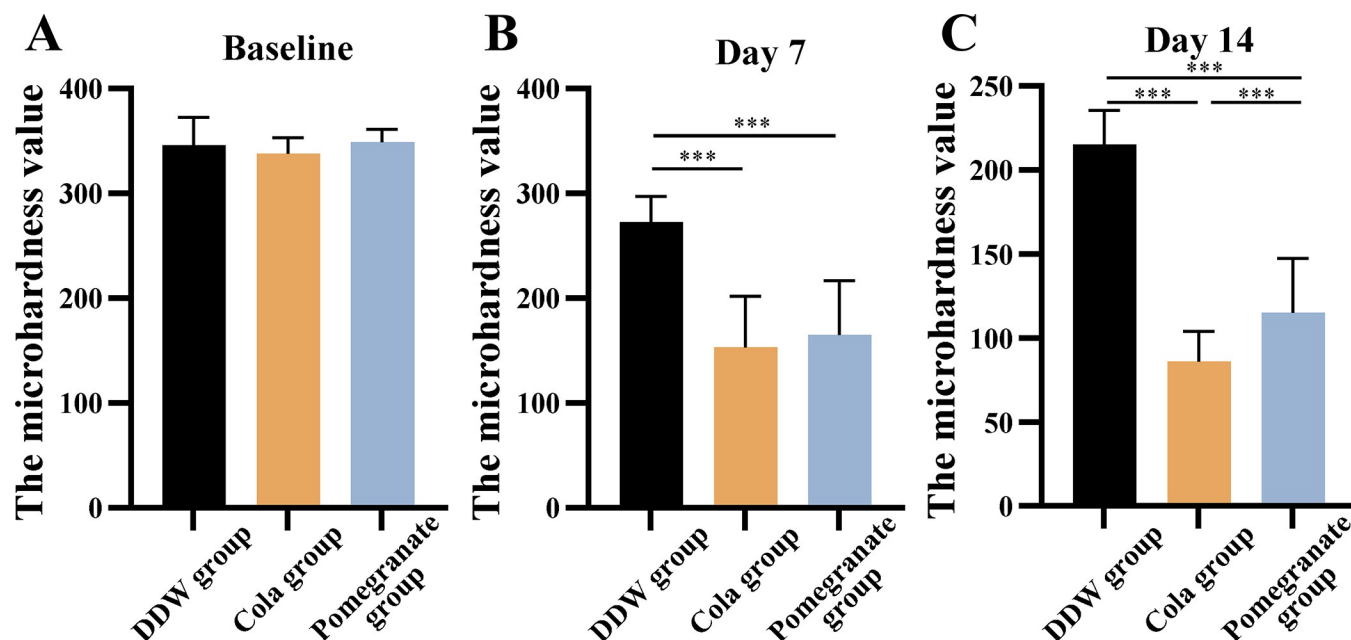 A
Baseline
The microhardness value
400
300
200
100
0
DDW group
Cola group
Pomegranate
group
B
Day 7
The microhardness value
400
300
200
100
0
***
***
DDW group
Cola group
Pomegranate
group
C
Day 14
The microhardness value
250
200
150
100
50
0
***
***
***
DDW group
Cola group
Pomegranate
group